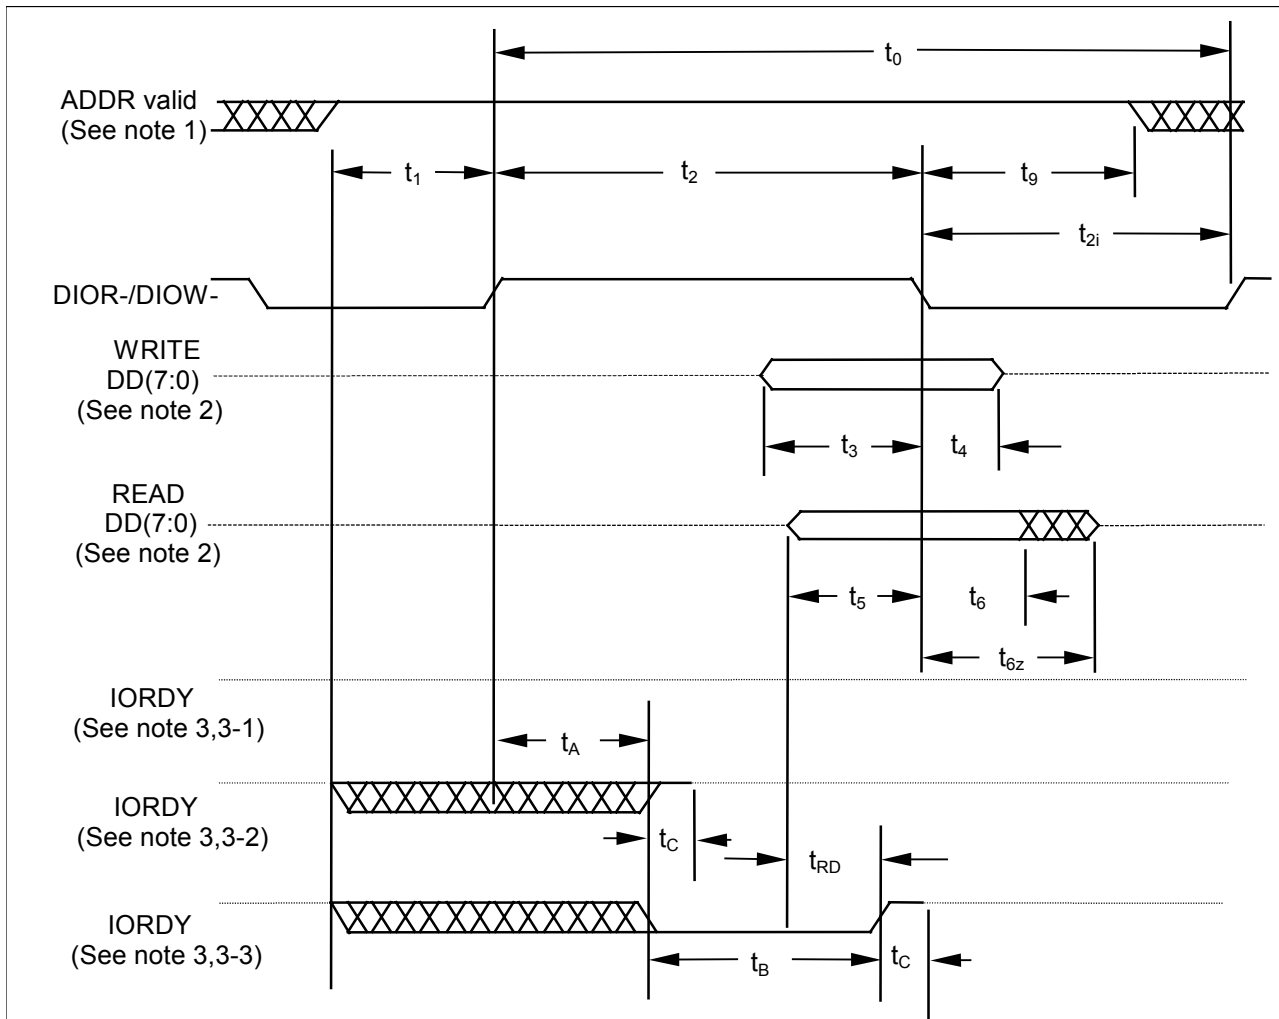 t0
ADDR valid
(See note 1)
t1
t2
t9
t2i
DIOR-/DIOW-
WRITE
DD(7:0)
(See note 2)
t3
t4
READ
DD(7:0)
(See note 2)
t5
t6
t6z
IORDY
(See note 3,3-1)
tA
IORDY
(See note 3,3-2)
tC
tRD
IORDY
(See note 3,3-3)
tB
tC